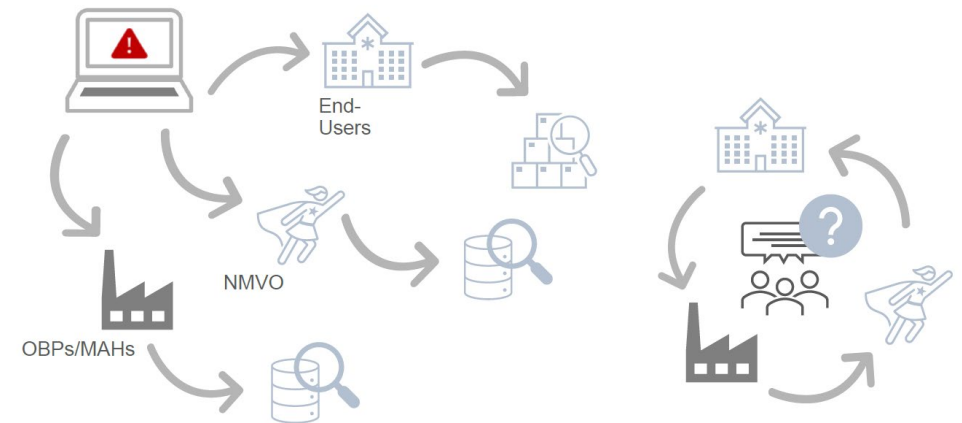 End-
Users
NMVO
OBPs/MAHs
?